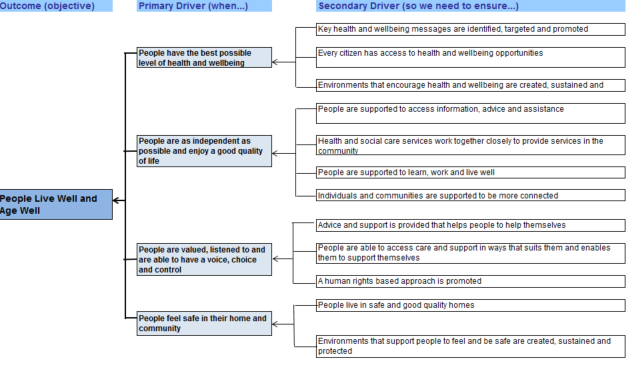 Outcome (objective)
Primary Driver (when...)
Secondary Driver (so we need to ensure...)
People Live Well and
Age Well
People have the best possible
level of health and wellbeing
Key health and wellbeing messages are identified, targeted and promoted
Every citizen has access to health and wellbeing opportunities
Environments that encourage health and wellbeing are created, sustained and
People are as independent as
possible and enjoy a good quality
of life
People are supported to access information, advice and assistance
Health and social care services work together closely to provide services in the
community
People are supported to learn, work and live well
Individuals and communities are supported to be more connected
People are valued, listened to and
are able to have a voice, choice
and control
Advice and support is provided that helps people to help themselves
People are able to access care and support in ways that suits them and enables
them to support themselves
A human rights based approach is promoted
People feel safe in their home and
community
People live in safe and good quality homes
Environments that support people to feel and be safe are created, sustained and
protected